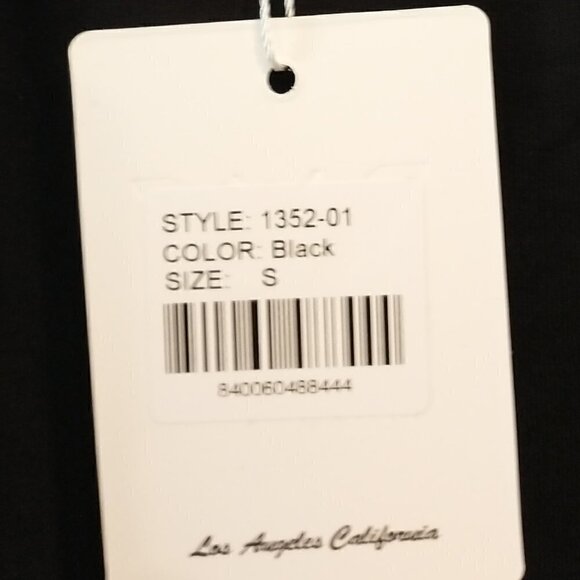 STYLE: 1352-01
COLOR: Black
SIZE: S
840060488444
Los Angeles California